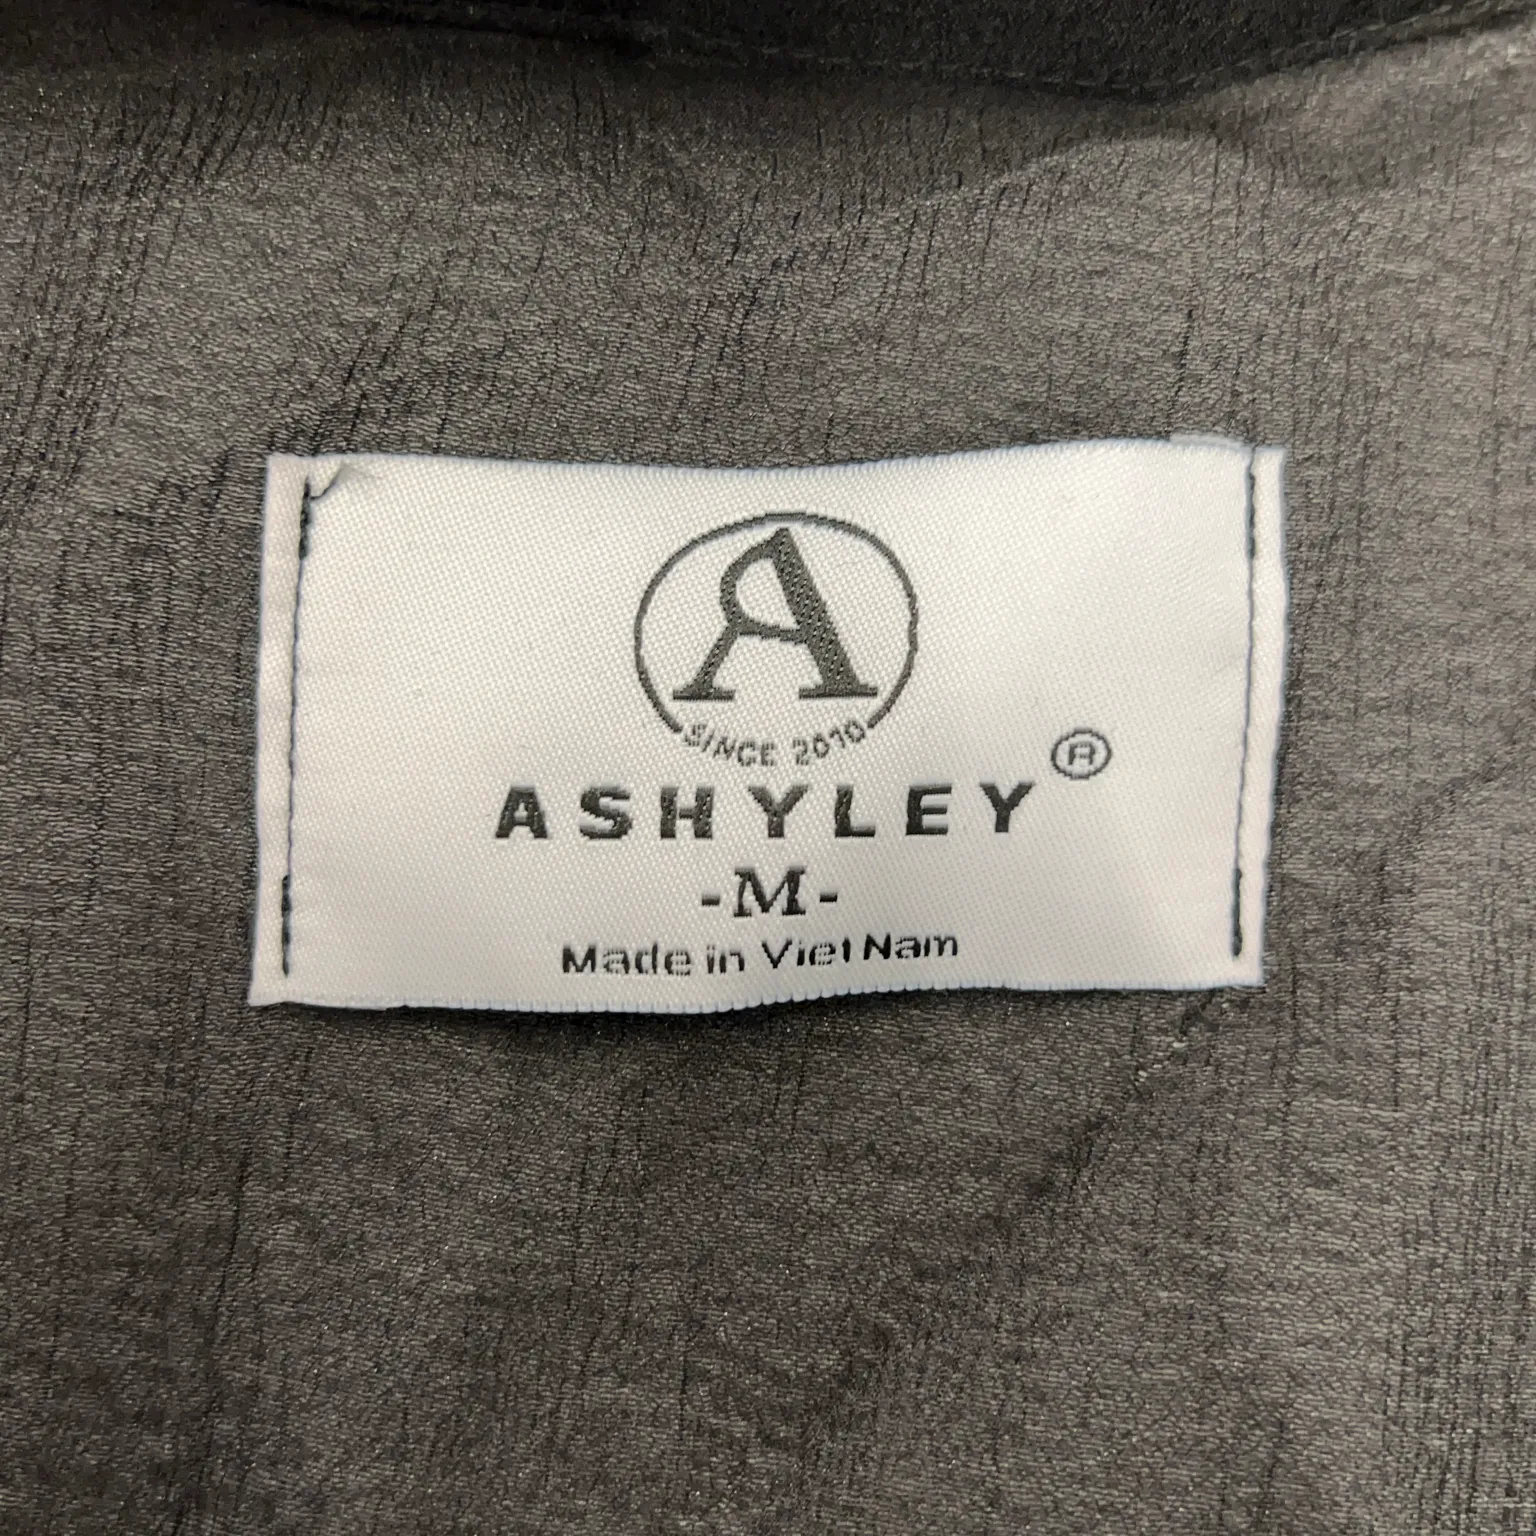 A
SINCE 2010
ASHYLEY®
-M-
Made in Viet Nam